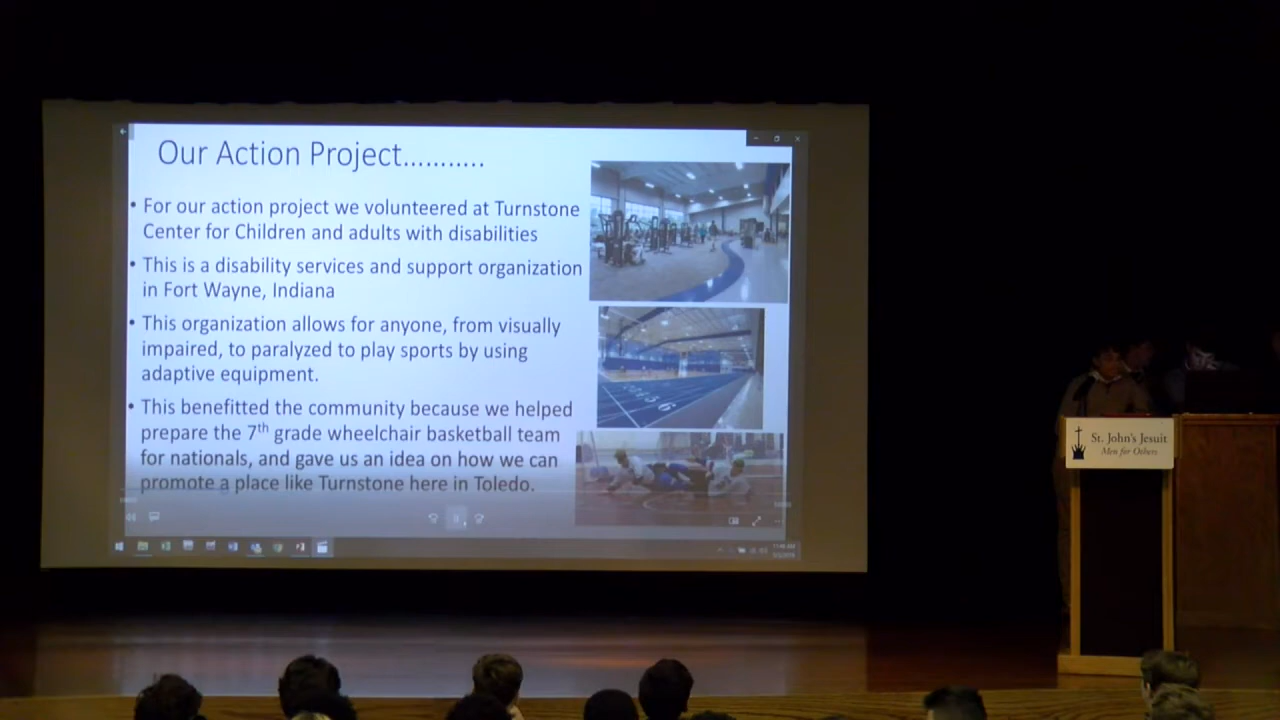 Our Action Project...........
• For our action project we volunteered at Turnstone
Center for Children and adults with disabilities
• This is a disability services and support organization
in Fort Wayne, Indiana
• This organization allows for anyone, from visually
impaired, to paralyzed to play sports by using
adaptive equipment.
• This benefitted the community because we helped
prepare the 7th grade wheelchair basketball team
for nationals, and gave us an idea on how we can
promote a place like Turnstone here in Toledo.
St. John's Jesuit
Men for Others